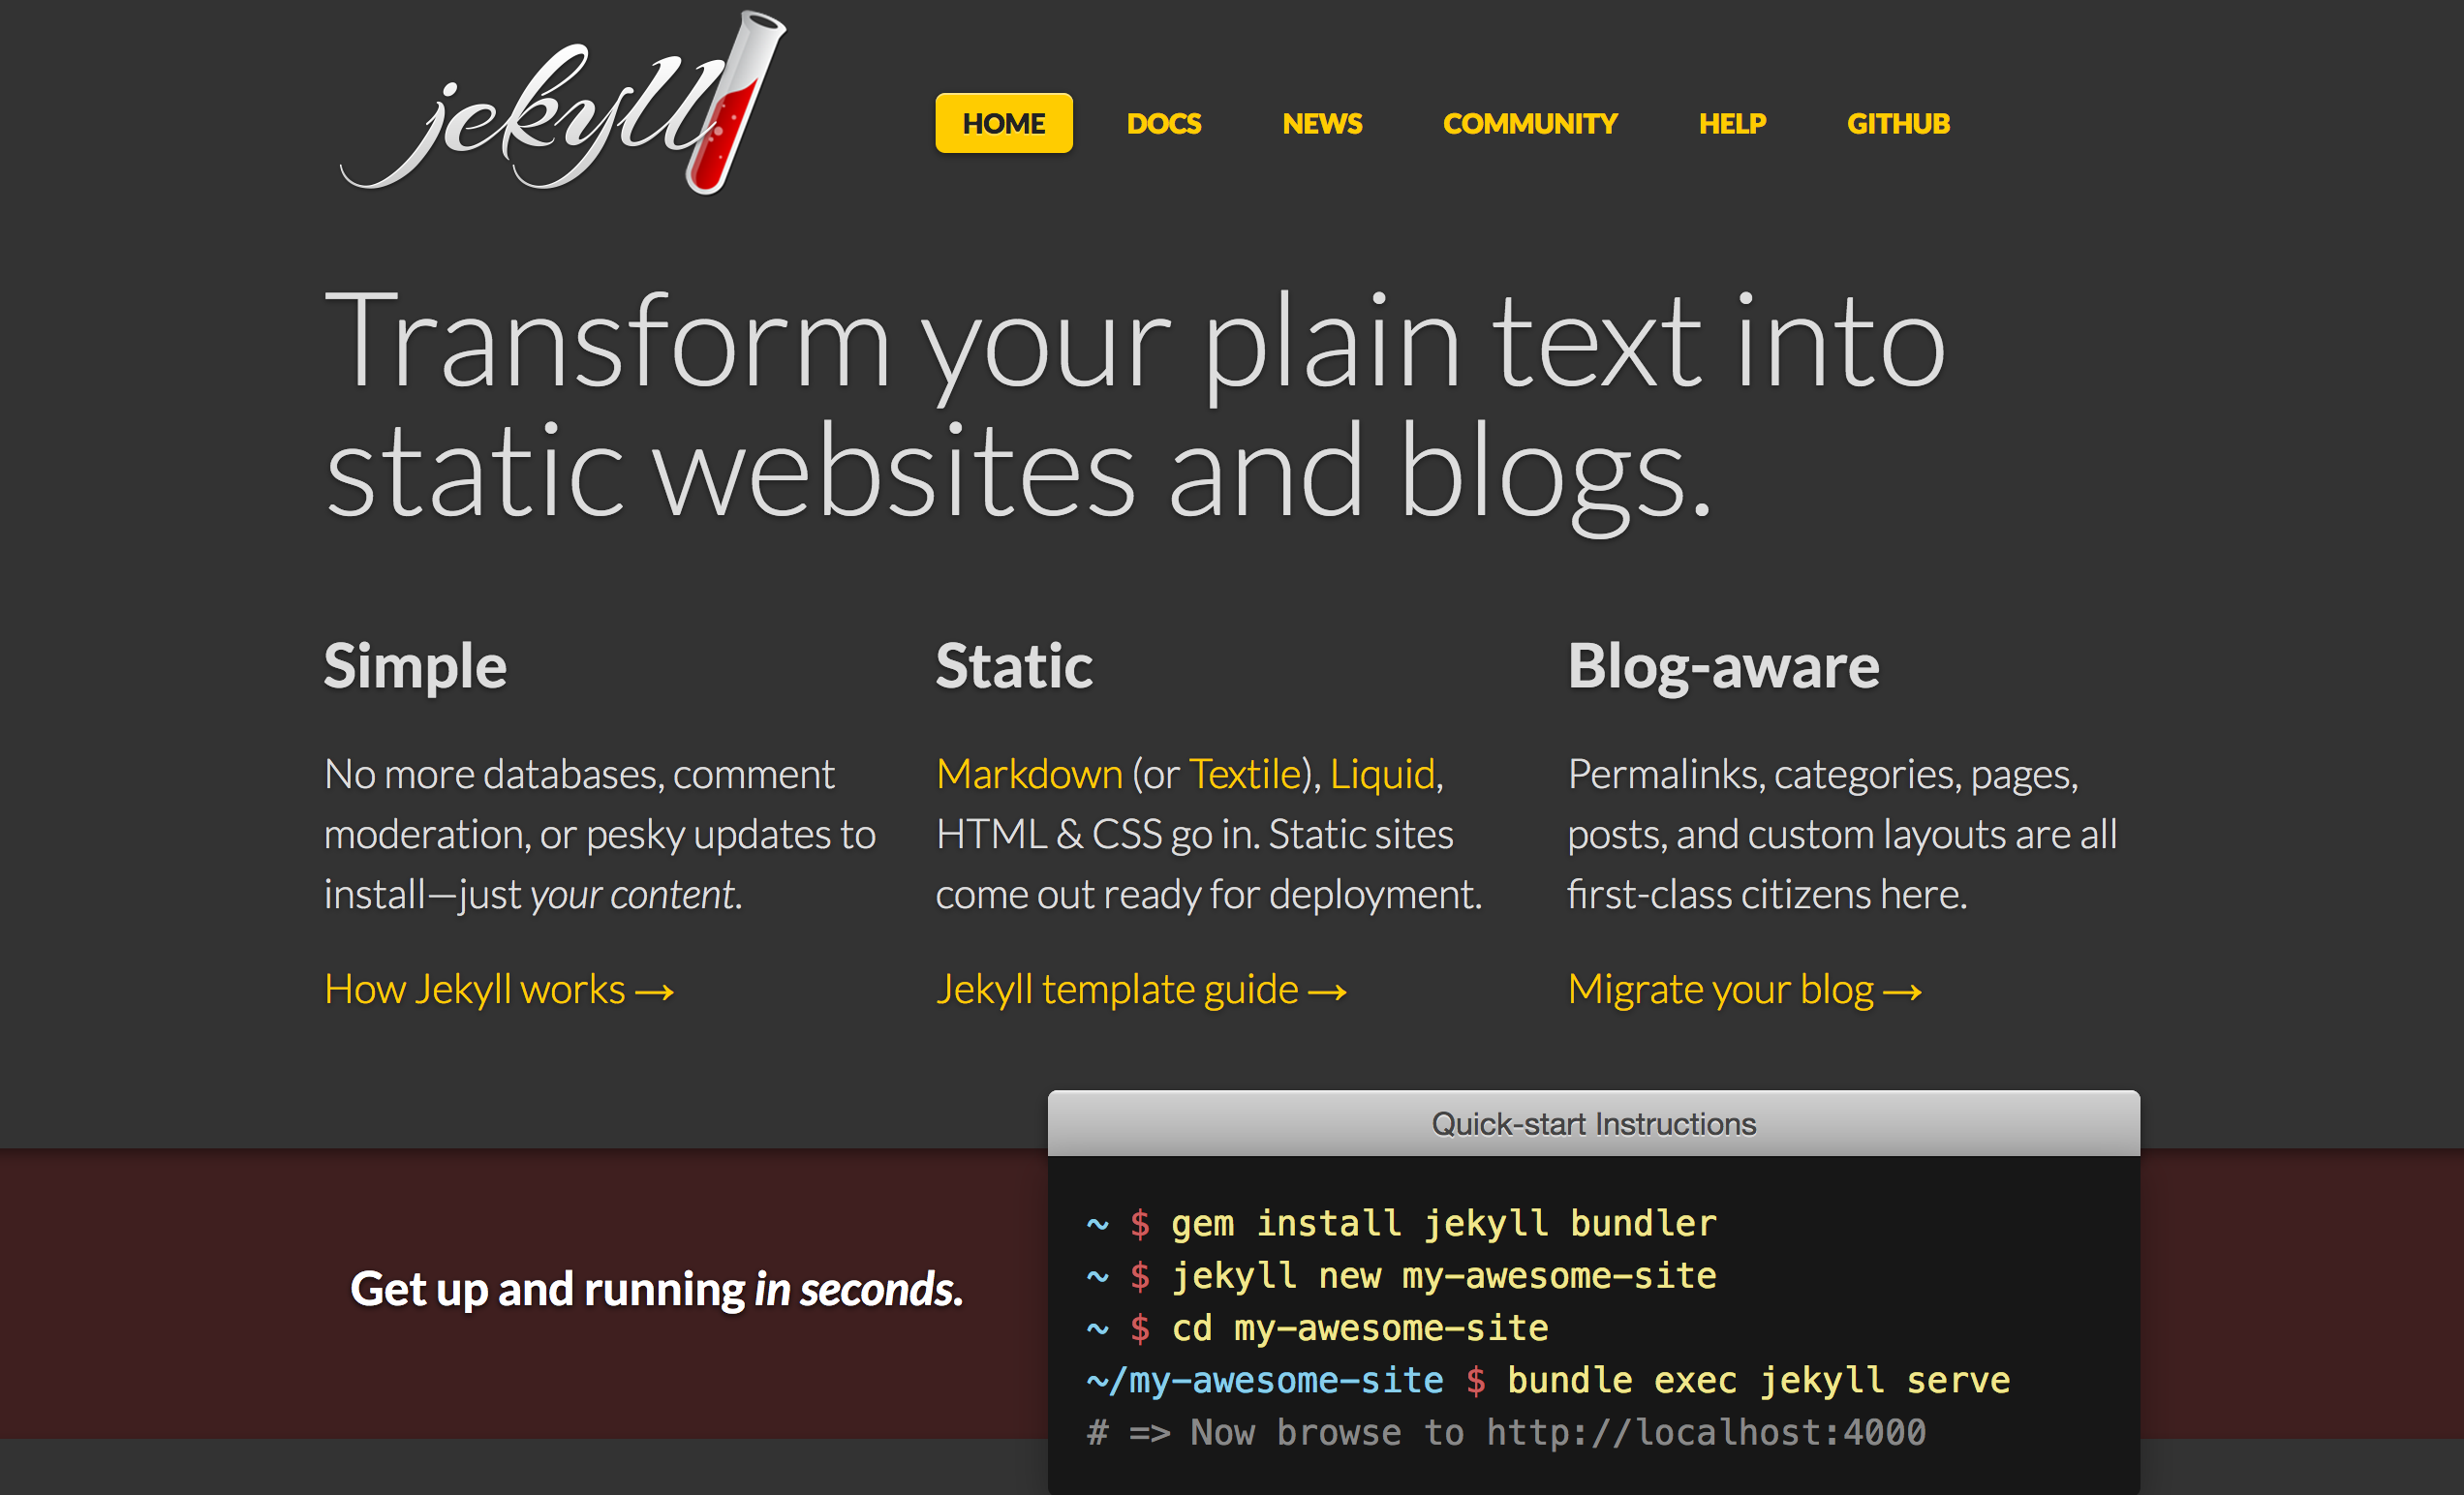 jekyll
HOME DOCS NEWS COMMUNITY HELP GITHUB
Transform your plain text into
static websites and blogs.
Simple
No more databases, comment
moderation, or pesky updates to
install—just your content.
How Jekyll works →
Static
Markdown (or Textile), Liquid,
HTML & CSS go in. Static sites
come out ready for deployment.
Jekyll template guide →
Blog-aware
Permalinks, categories, pages,
posts, and custom layouts are all
first-class citizens here.
Migrate your blog →
Get up and running in seconds.
Quick-start Instructions
~ $ gem install jekyll bundler
~ $ jekyll new my-awesome-site
~ $ cd my-awesome-site
~/my-awesome-site $ bundle exec jekyll serve
# => Now browse to http://localhost:4000